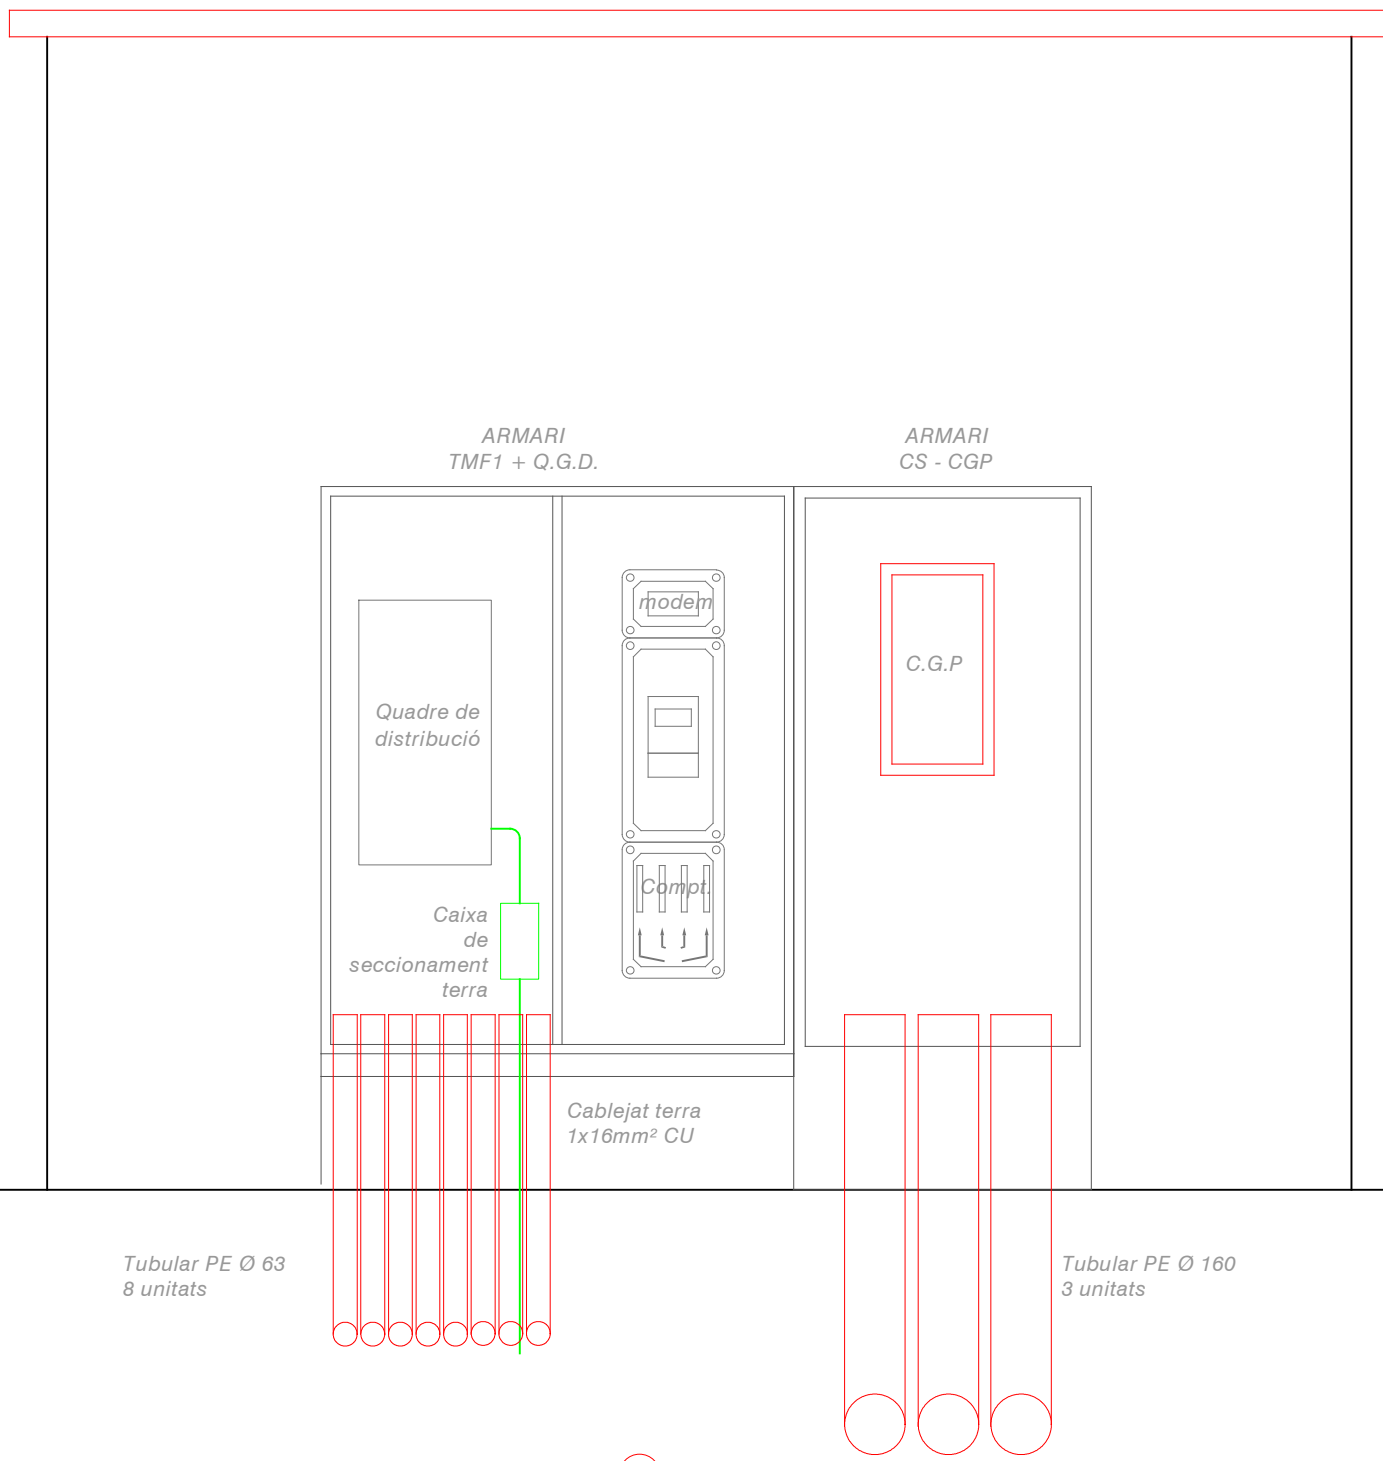 ARMARI
TMF1 + Q.G.D.
ARMARI
CS - CGP
modem
C.G.P
Quadre de
distribució
Compt.
Caixa
de
seccionament
terra
Cablejat terra
1x16mm² CU
Tubular PE Ø 63
8 unitats
Tubular PE Ø 160
3 unitats